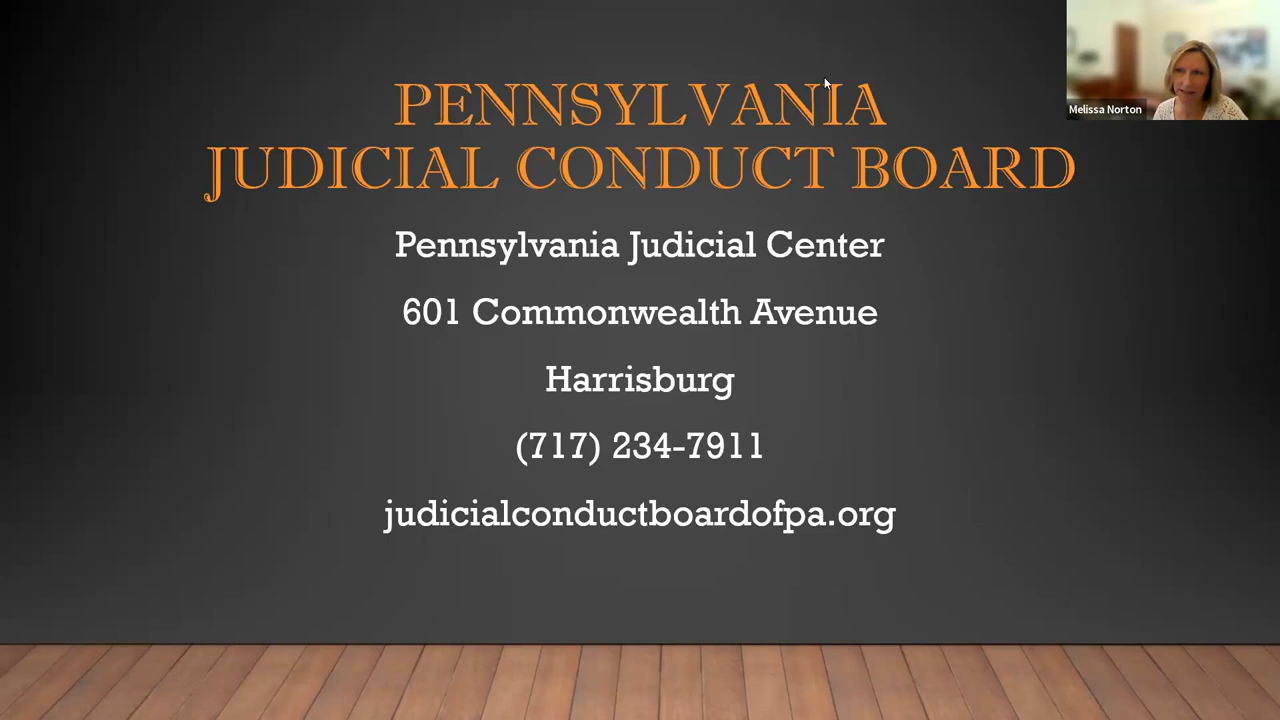 PENNSYLVANIA
JUDICIAL CONDUCT BOARD
Pennsylvania Judicial Center
601 Commonwealth Avenue
Harrisburg
(717) 234-7911
judicialconductboardofpa.org
Melissa Norton